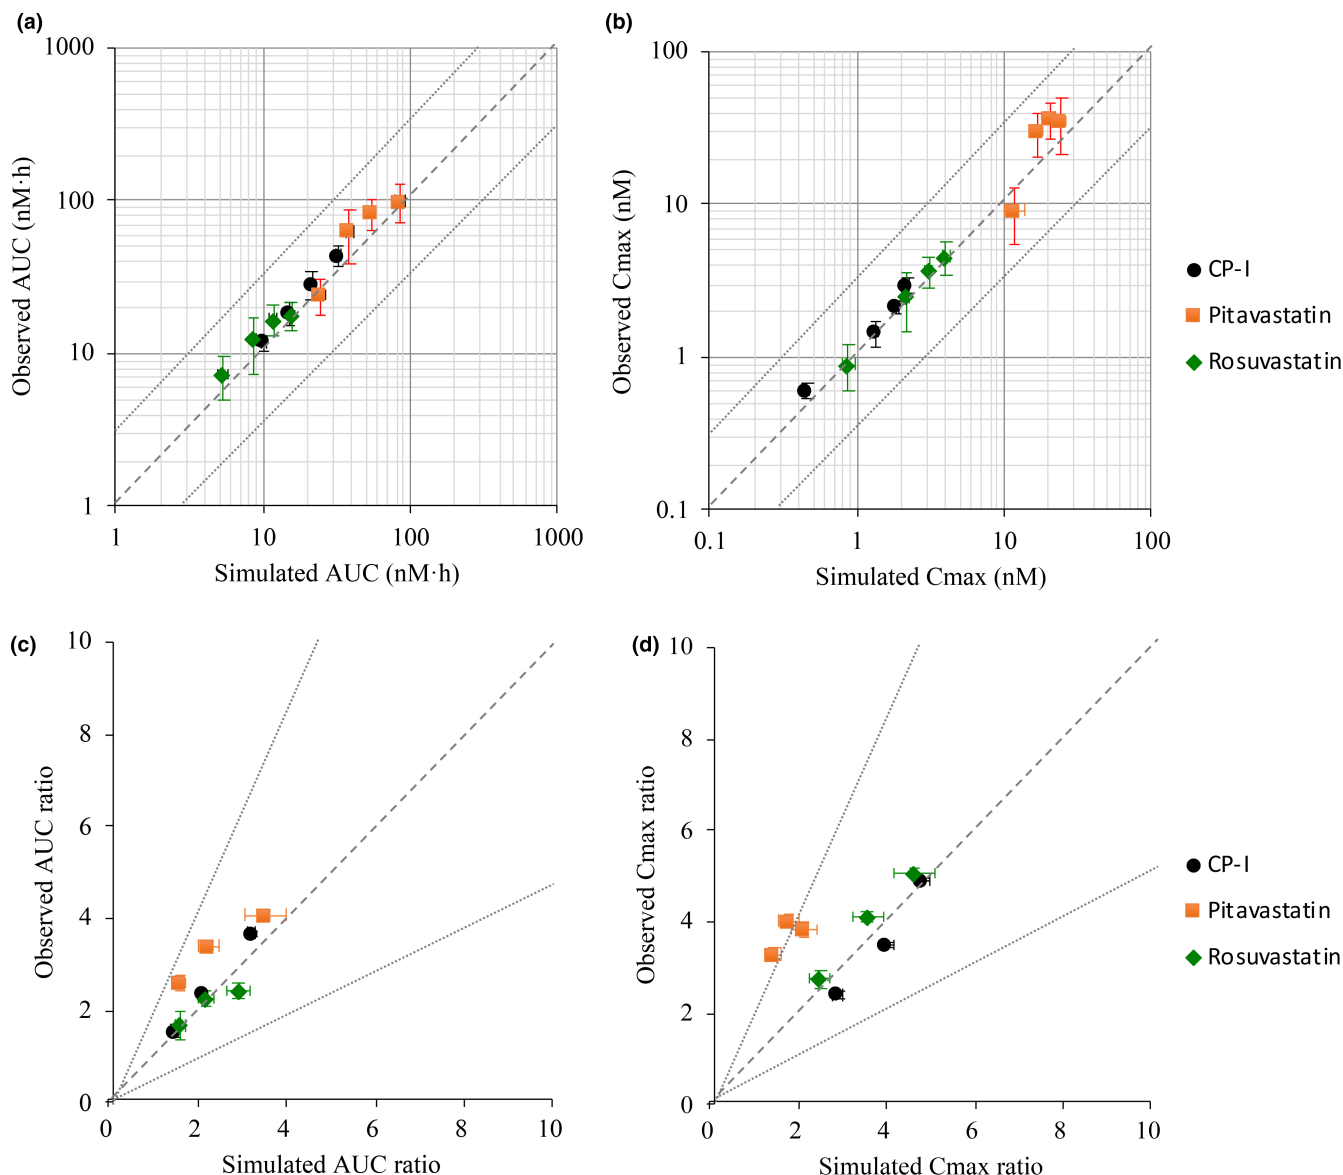 (a)
1000
100
10
1
1 10 100 1000
Observed AUC (nM·h)
Simulated AUC (nM·h)
(b)
100
10
1
0.1
0.1 1 10 100
Observed Cmax (nM)
Simulated Cmax (nM)
CP-I
Pitavastatin
Rosuvastatin
(c)
10
8
6
4
2
0
0 2 4 6 8 10
Observed AUC ratio
Simulated AUC ratio
(d)
10
8
6
4
2
0
0 2 4 6 8 10
Observed Cmax ratio
Simulated Cmax ratio
CP-I
Pitavastatin
Rosuvastatin